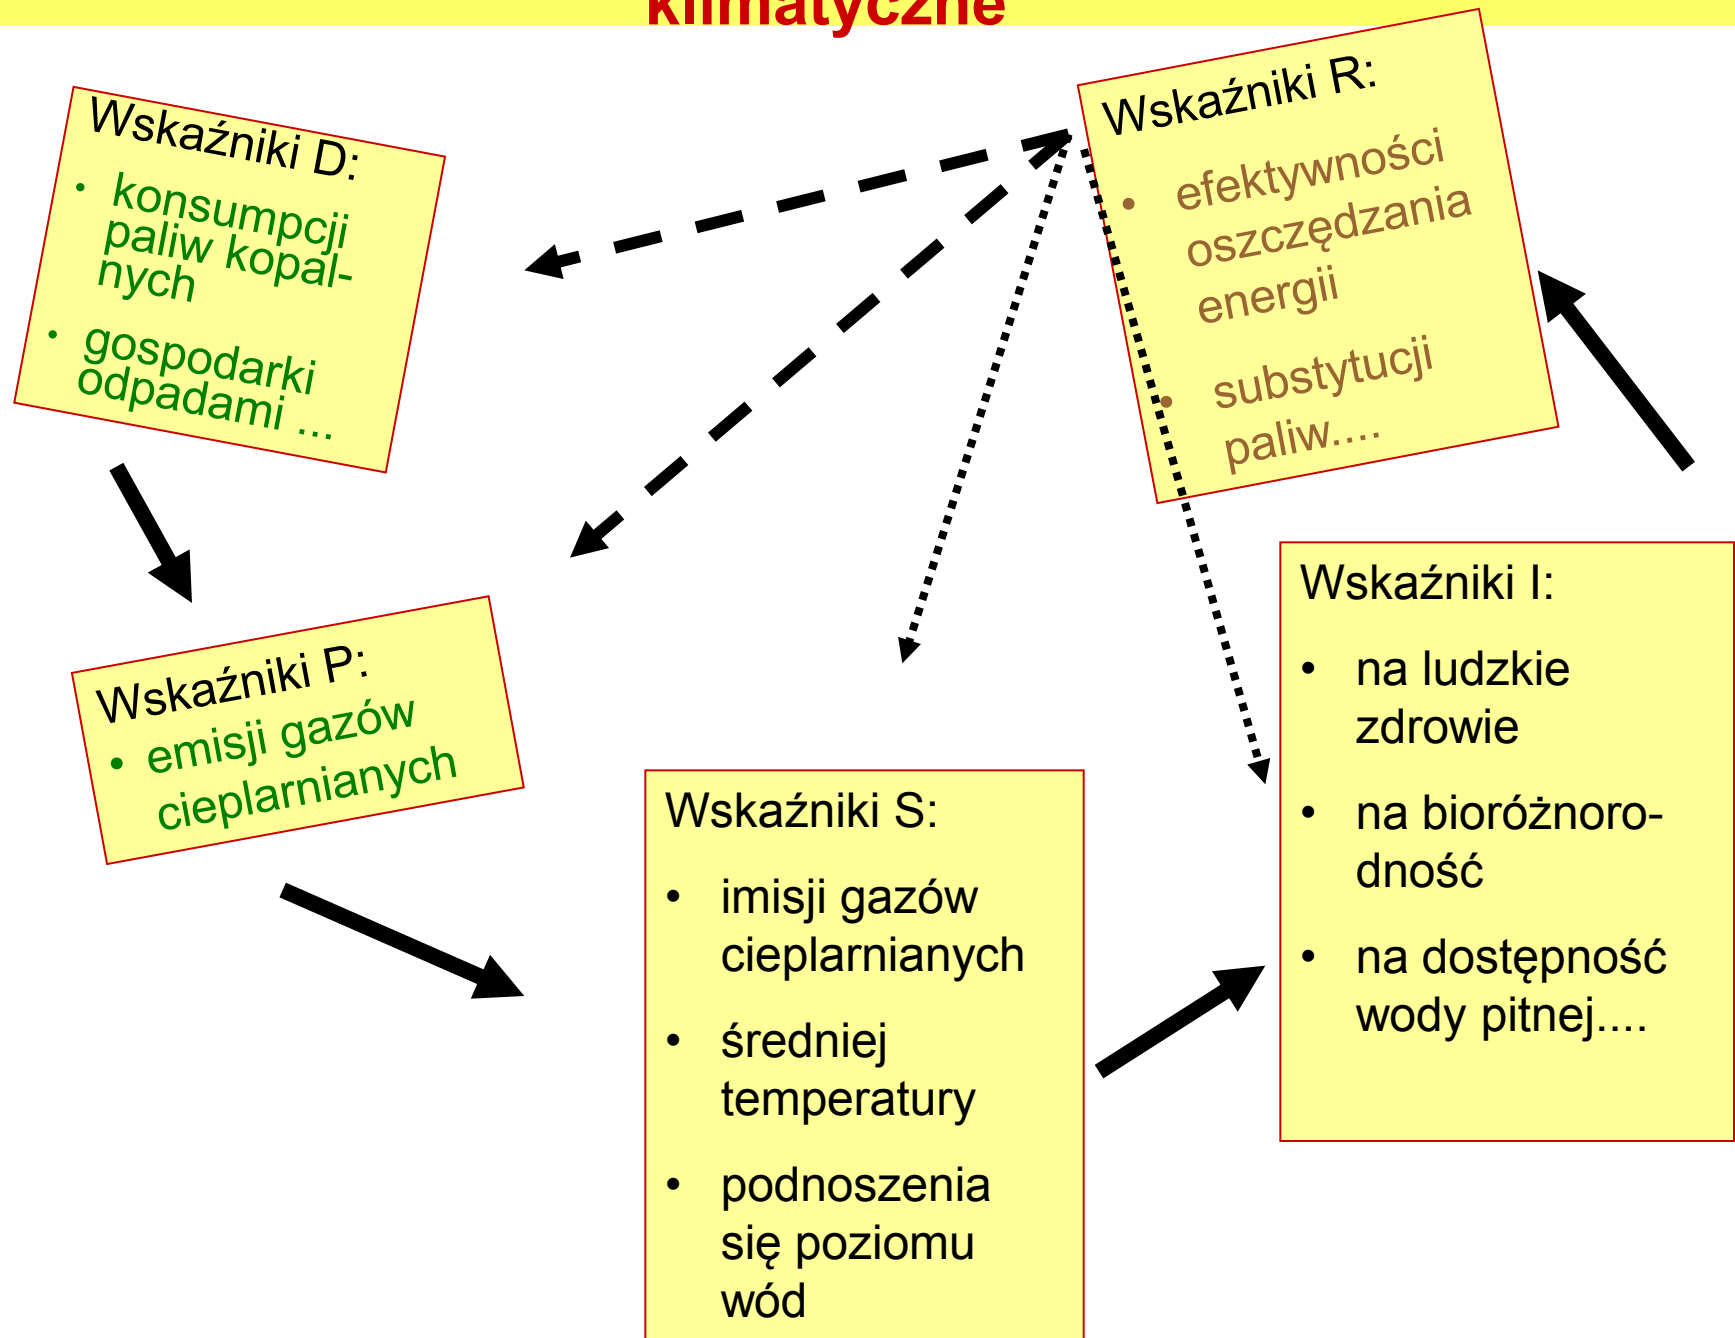 klimatyczne
Wskaźniki D:
• konsumpcji
paliw kopal-
nych
• gospodarki
odpadami ...
Wskaźniki R:
• efektywności
oszczędzania
energii
• substytucji
paliw....
Wskaźniki P:
• emisji gazów
cieplarnianych
Wskaźniki S:
• imisji gazów
cieplarnianych
• średniej
temperatury
• podnoszenia
się poziomu
wód
Wskaźniki I:
• na ludzkie
zdrowie
• na bioróżnoro-
dność
• na dostępność
wody pitnej....